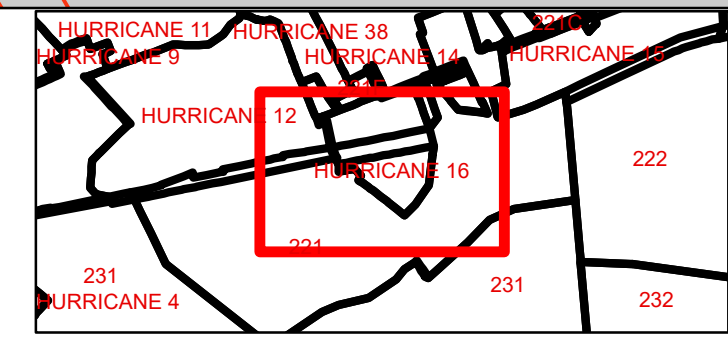 HURRICANE 11
HURRICANE 38
221C
HURRICANE 9
HURRICANE 14
HURRICANE 15
HURRICANE 12
222
HURRICANE 16
221
231
231
HURRICANE 4
232